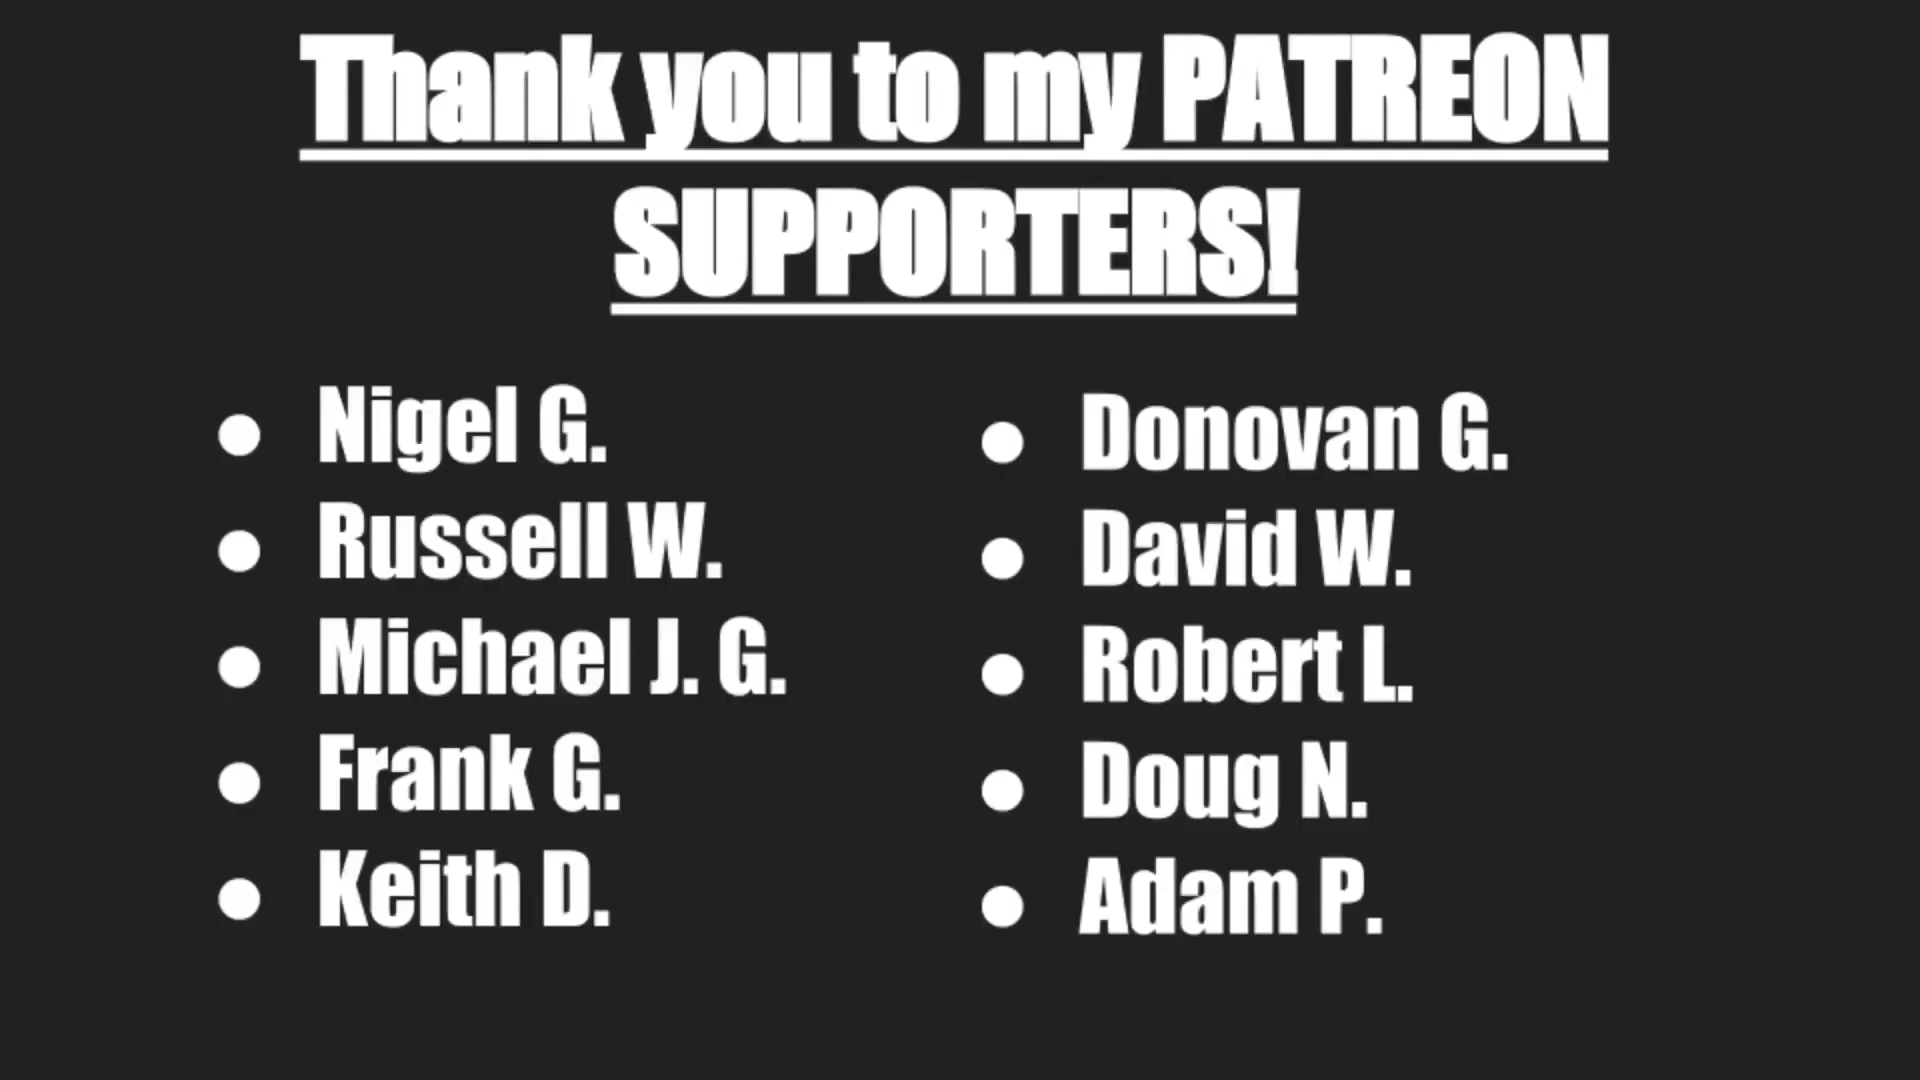 Thank you to my PATREON
SUPPORTERS!
● Nigel G.
● Russell W.
● Michael J. G.
● Frank G.
● Keith D.
● Donovan G.
● David W.
● Robert L.
● Doug N.
● Adam P.